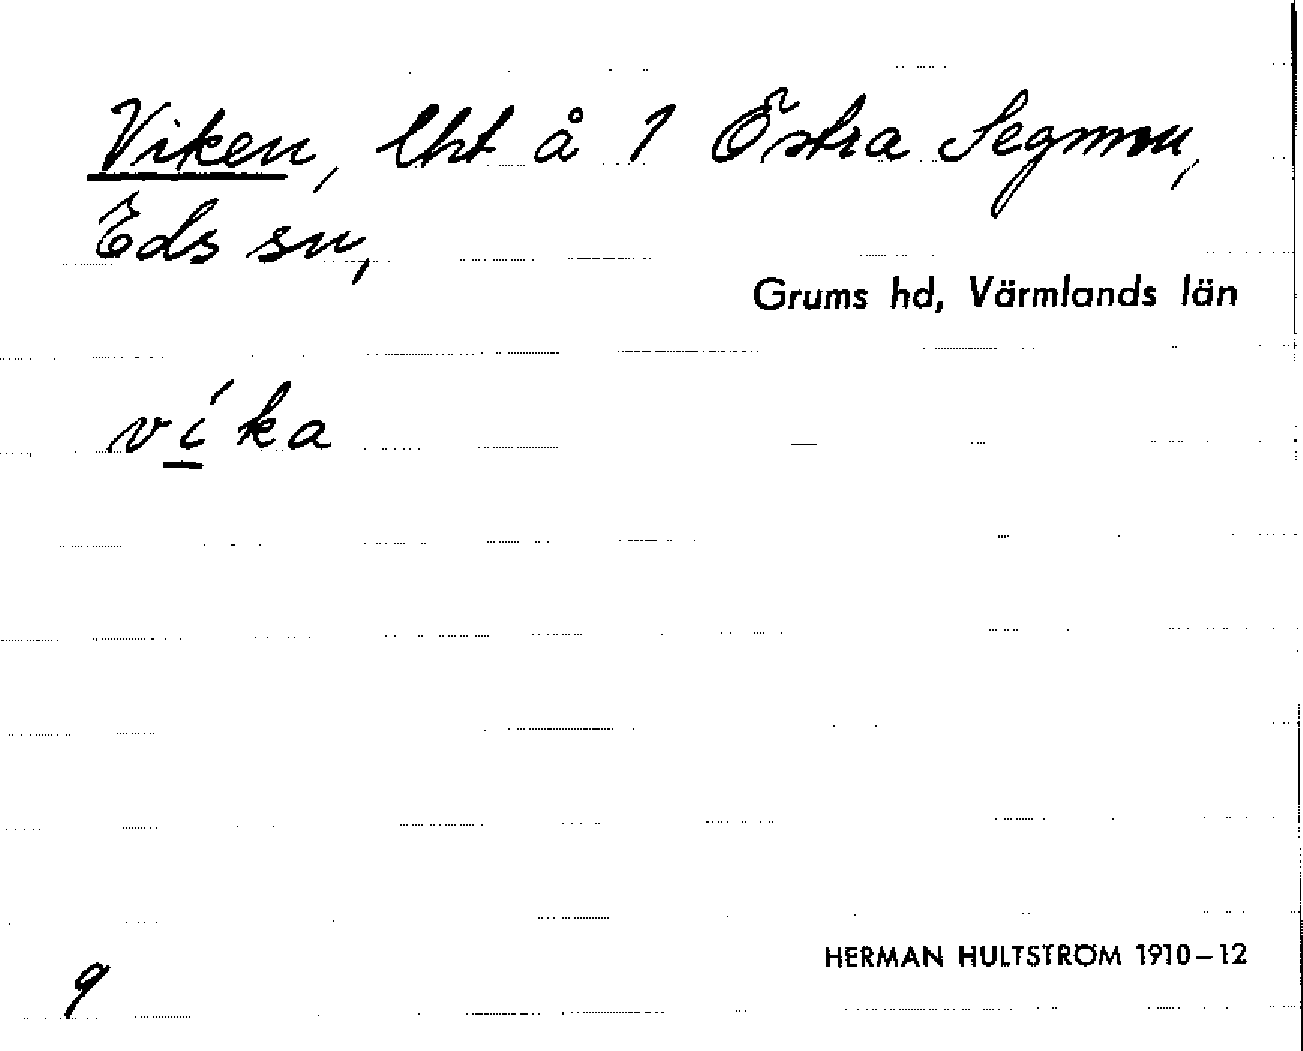 Viken, lht å 1 Östra Segmon,
Eds sn,
Grums hd, Värmlands län
víka
HERMAN HULTSTRÖM 1910–12
9